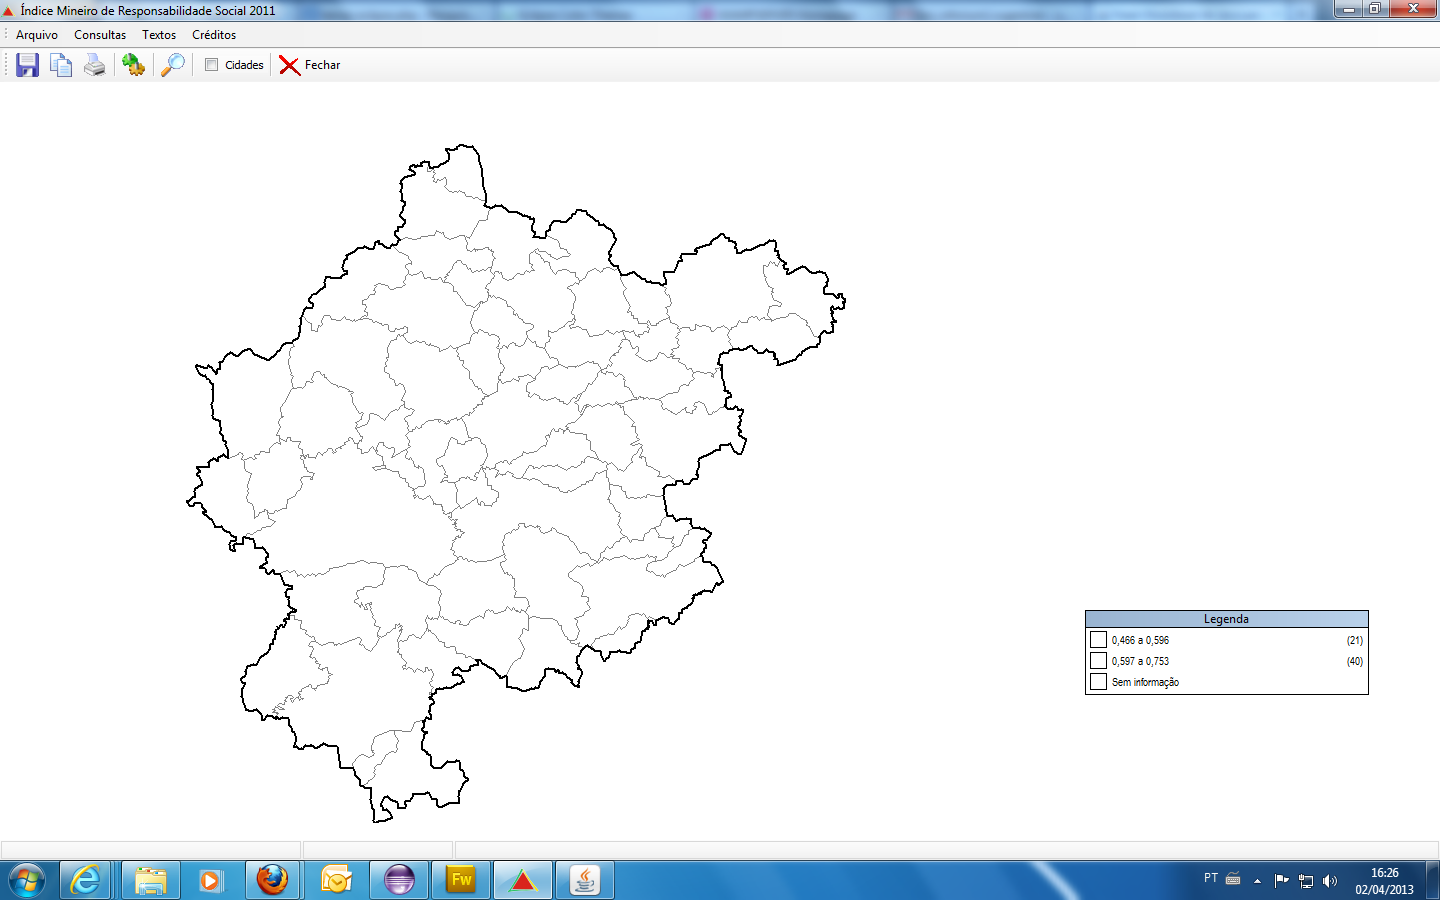 Índice Mineiro de Responsabilidade Social 2011
Arquivo Consultas Textos Créditos
Cidades Fechar
Legenda
0,466 a 0,596 (21)
0,597 a 0,753 (40)
Sem informação
Fw
PT
16:26
02/04/2013